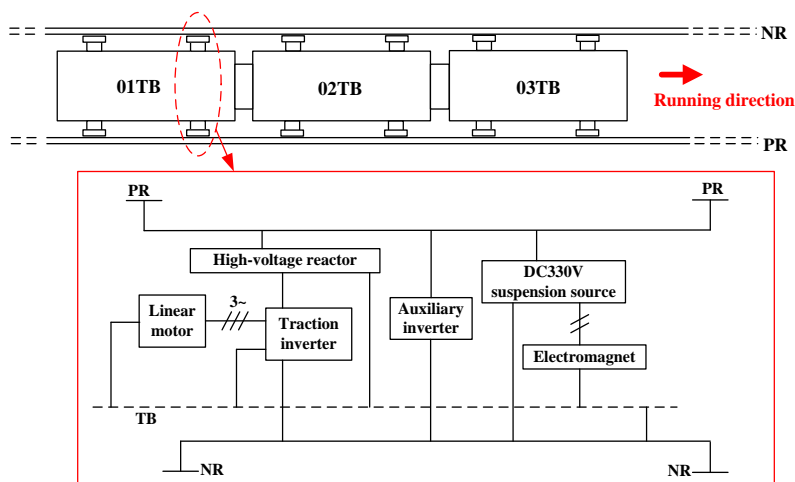 NR
01TB
02TB
03TB
Running direction
PR
PR
PR
High-voltage reactor
DC330V
suspension source
Linear
motor
3~
Traction
inverter
Auxiliary
inverter
Electromagnet
TB
NR
NR